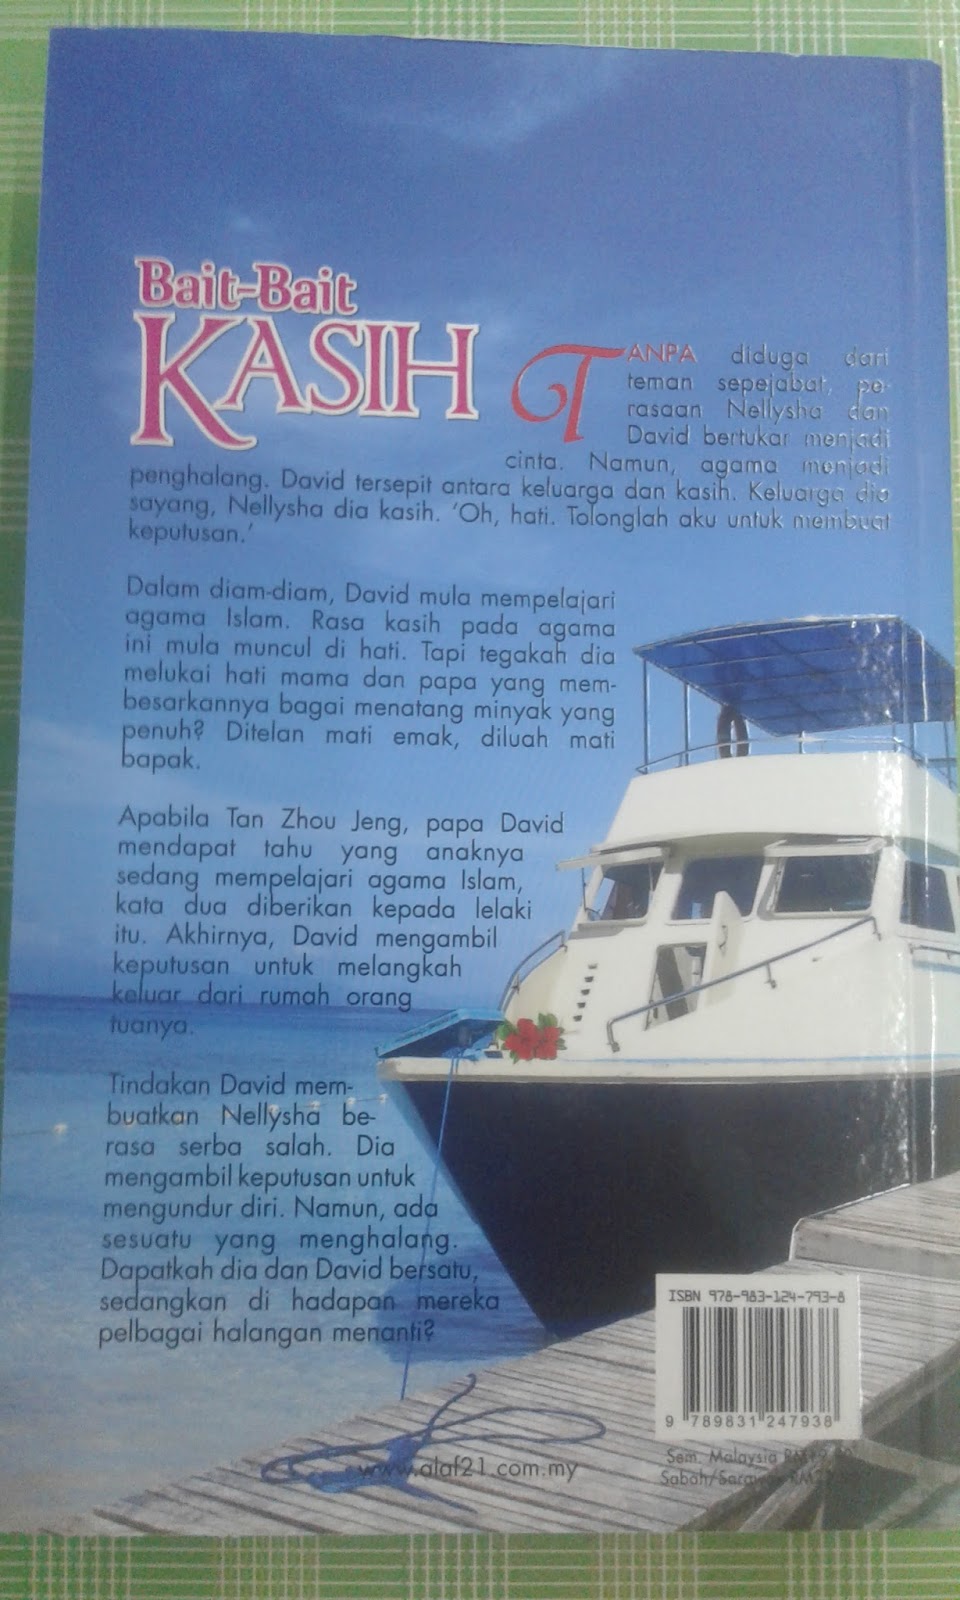 Bait-Bait
KASIH
TANPA diduga dari
teman sepejabat, pe-
rasaan Nellysha dan
David bertukar menjadi
cinta. Namun, agama menjadi
penghalang. David tersepit antara keluarga dan kasih. Keluarga dia
sayang, Nellysha dia kasih. 'Oh, hati. Tolonglah aku untuk membuat
keputusan.'
Dalam diam-diam, David mula mempelajari
agama Islam. Rasa kasih pada agama
ini mula muncul di hati. Tapi tegakah dia
melukai hati mama dan papa yang mem-
besarkannya bagai menatang minyak yang
penuh? Ditelan mati emak, diluah mati
bapak.
Apabila Tan Zhou Jeng, papa David
mendapat tahu yang anaknya
sedang mempelajari agama Islam,
kata dua diberikan kepada lelaki
itu. Akhirnya, David mengambil
keputusan untuk melangkah
keluar dari rumah orang
tuanya.
Tindakan David mem-
buatkan Nellysha be-
rasa serba salah. Dia
mengambil keputusan untuk
mengundur diri. Namun, ada
sesuatu yang menghalang.
Dapatkah dia dan David bersatu,
sedangkan di hadapan mereka
pelbagai halangan menanti?
ISBN 978-983-124-793-8
9 789831 247938
www.alaf21.com.my
Sem. Malaysia
Sabah/Sarawak